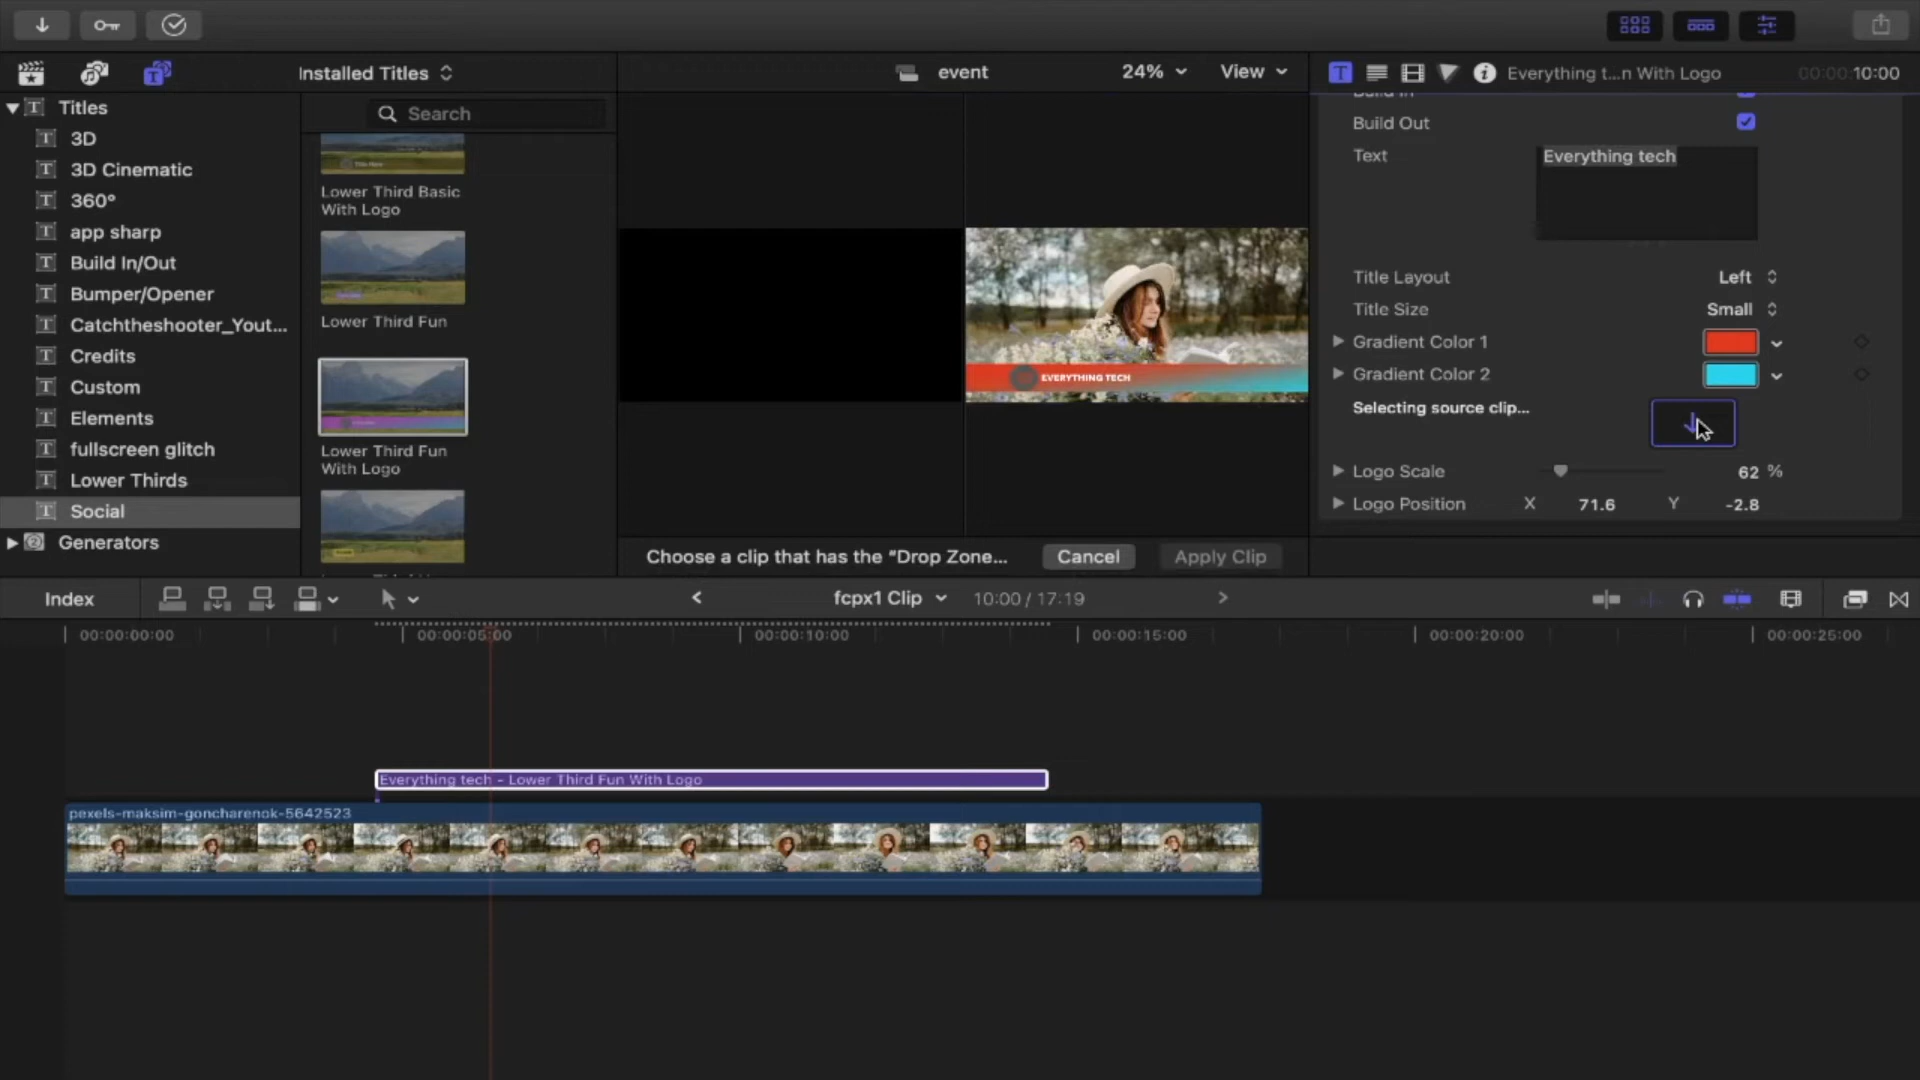 Installed Titles
event
24%
View
Everything t...n With Logo
00:00:10:00
Titles
3D
3D Cinematic
360°
app sharp
Build In/Out
Bumper/Opener
Catchtheshooter_Yout...
Credits
Custom
Elements
fullscreen glitch
Lower Thirds
Social
Generators
Search
Lower Third Basic
With Logo
Lower Third Fun
Lower Third Fun
With Logo
EVERYTHING TECH
Choose a clip that has the “Drop Zone...
Cancel
Apply Clip
Build In
Build Out
Text
Everything tech
Title Layout
Left
Title Size
Small
Gradient Color 1
Gradient Color 2
Selecting source clip...
Logo Scale
62 %
Logo Position
X
71.6
Y
-2.8
Index
fcpx1 Clip
10:00 / 17:19
00:00:00:00
00:00:05:00
00:00:10:00
00:00:15:00
00:00:20:00
00:00:25:00
Everything tech - Lower Third Fun With Logo
pexels-maksim-goncharenok-5642523